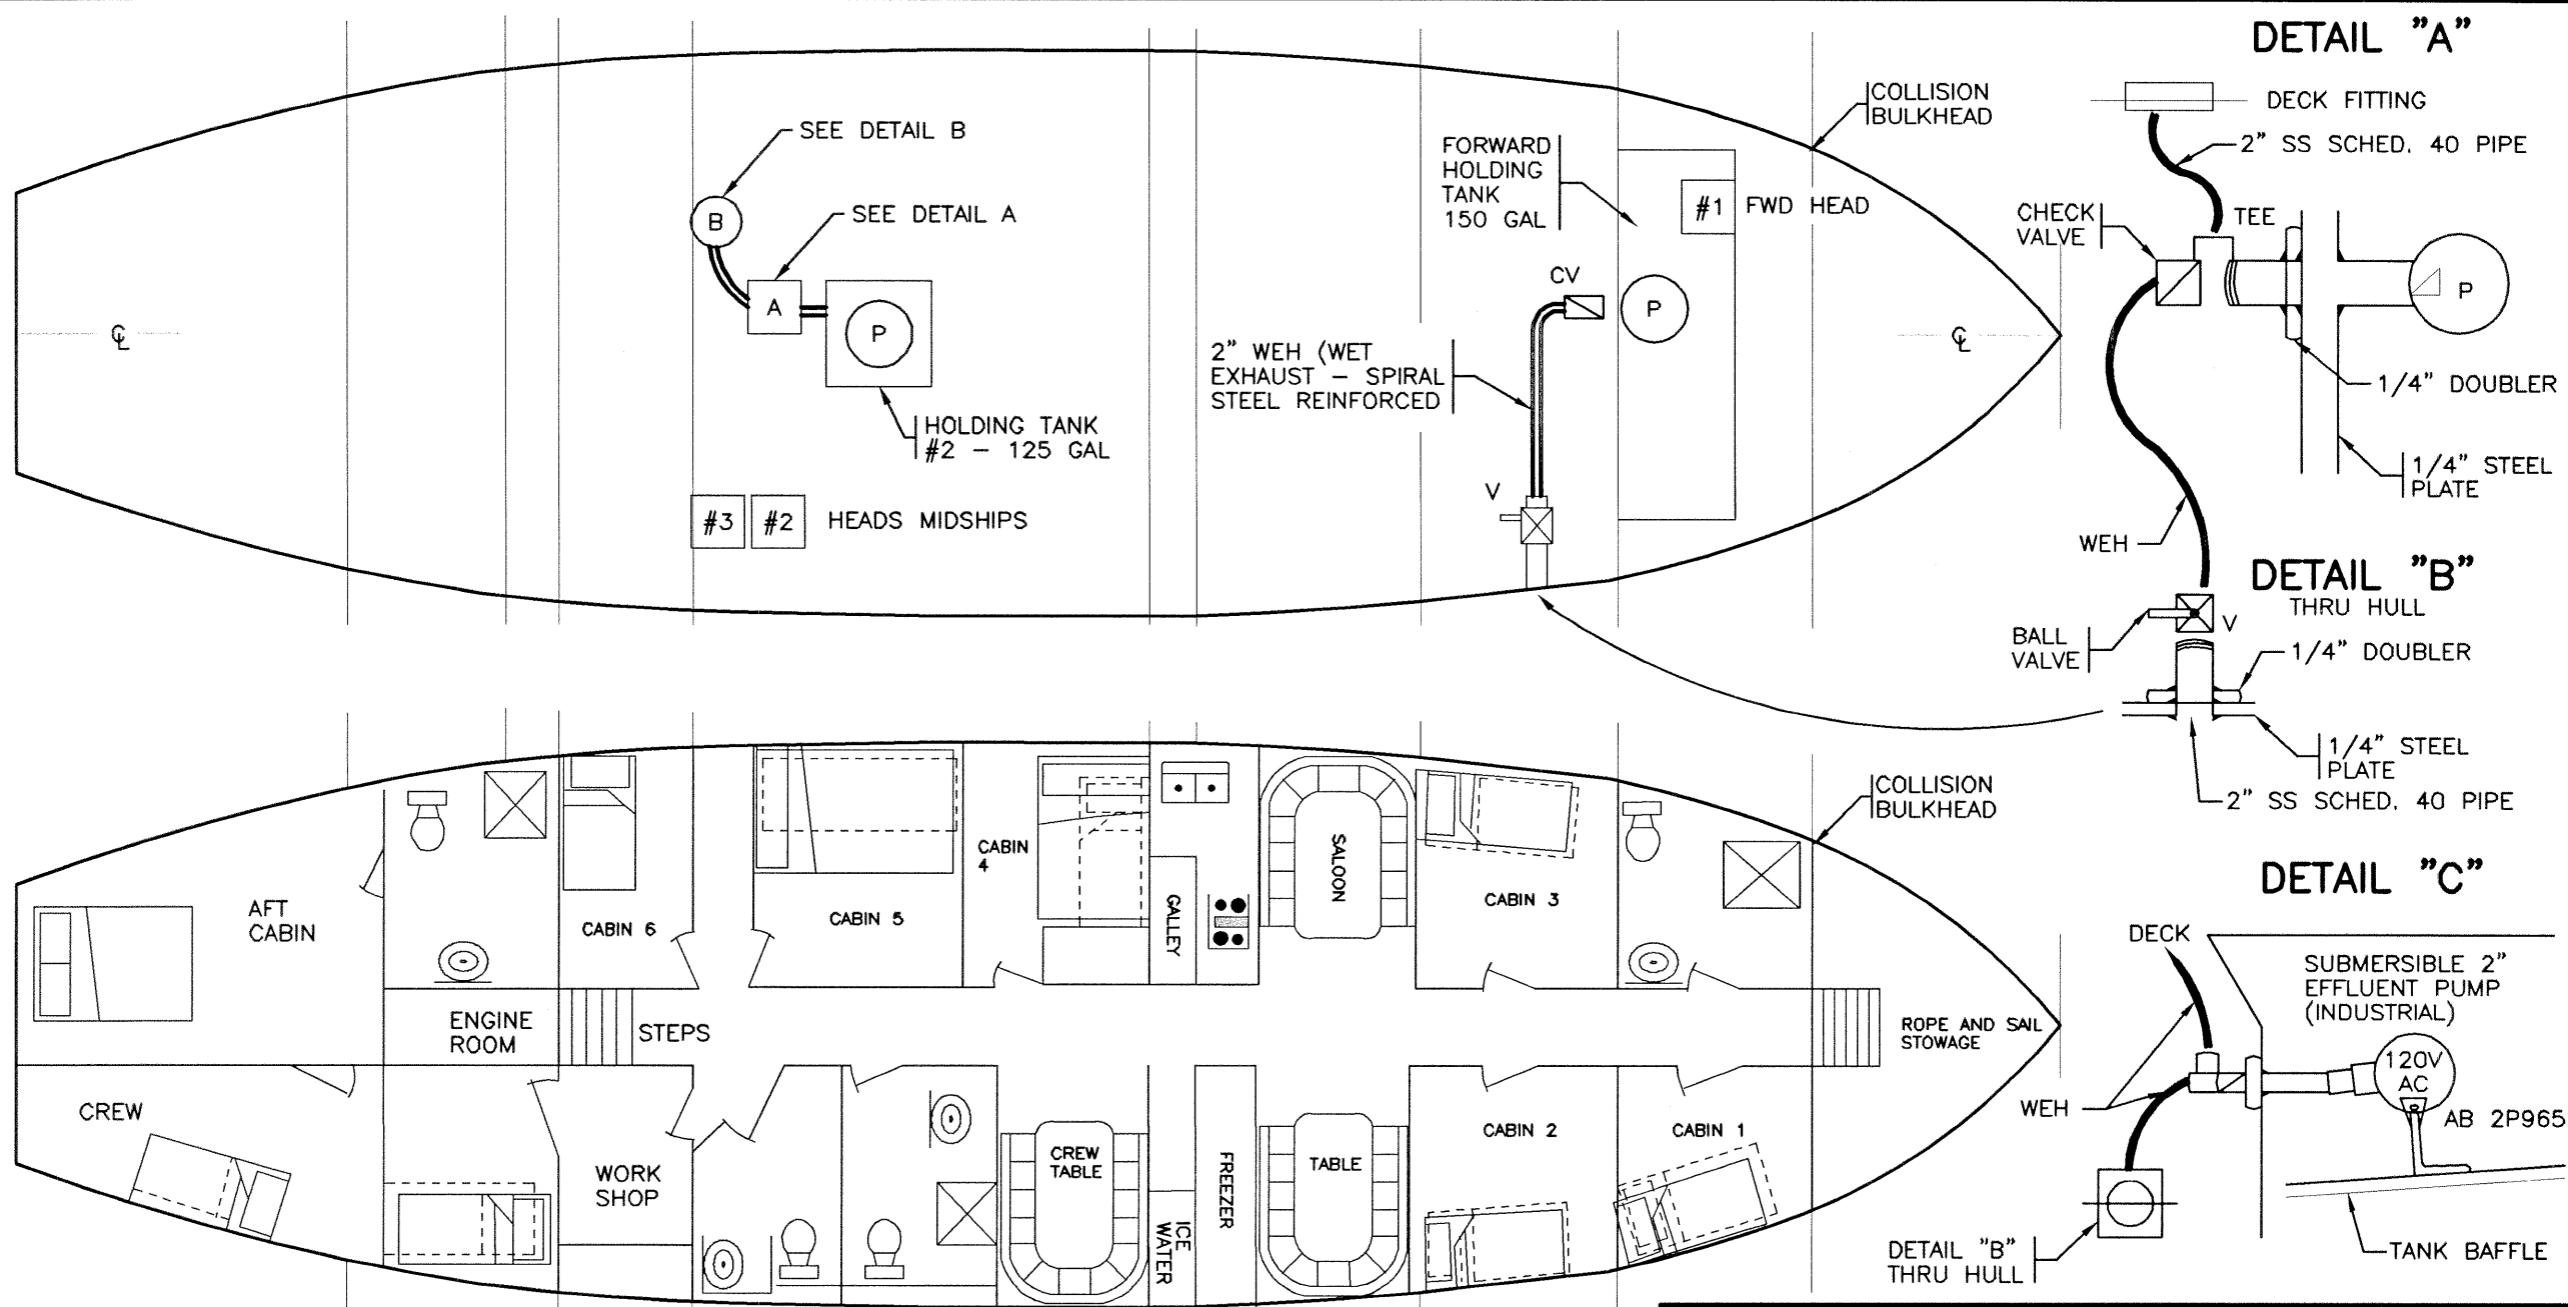 SEE DETAIL B
B
SEE DETAIL A
A
P
HOLDING TANK
#2 - 125 GAL
℄
#3
#2
HEADS MIDSHIPS
FORWARD
HOLDING
TANK
150 GAL
COLLISION
BULKHEAD
#1
FWD HEAD
CV
P
2" WEH (WET
EXHAUST - SPIRAL
STEEL REINFORCED
V
℄
DETAIL "A"
DECK FITTING
2" SS SCHED. 40 PIPE
CHECK
VALVE
TEE
P
1/4" DOUBLER
1/4" STEEL
PLATE
WEH
DETAIL "B"
THRU HULL
BALL
VALVE
V
1/4" DOUBLER
1/4" STEEL
PLATE
2" SS SCHED. 40 PIPE
AFT
CABIN
CABIN 6
CABIN 5
CABIN
4
GALLEY
SALOON
CABIN 3
COLLISION
BULKHEAD
ENGINE
ROOM
STEPS
ROPE AND SAIL
STOWAGE
CREW
WORK
SHOP
CREW
TABLE
ICE
WATER
FREEZER
TABLE
CABIN 2
CABIN 1
DETAIL "C"
DECK
SUBMERSIBLE 2"
EFFLUENT PUMP
(INDUSTRIAL)
120V
AC
WEH
AB 2P965
DETAIL "B"
THRU HULL
TANK BAFFLE